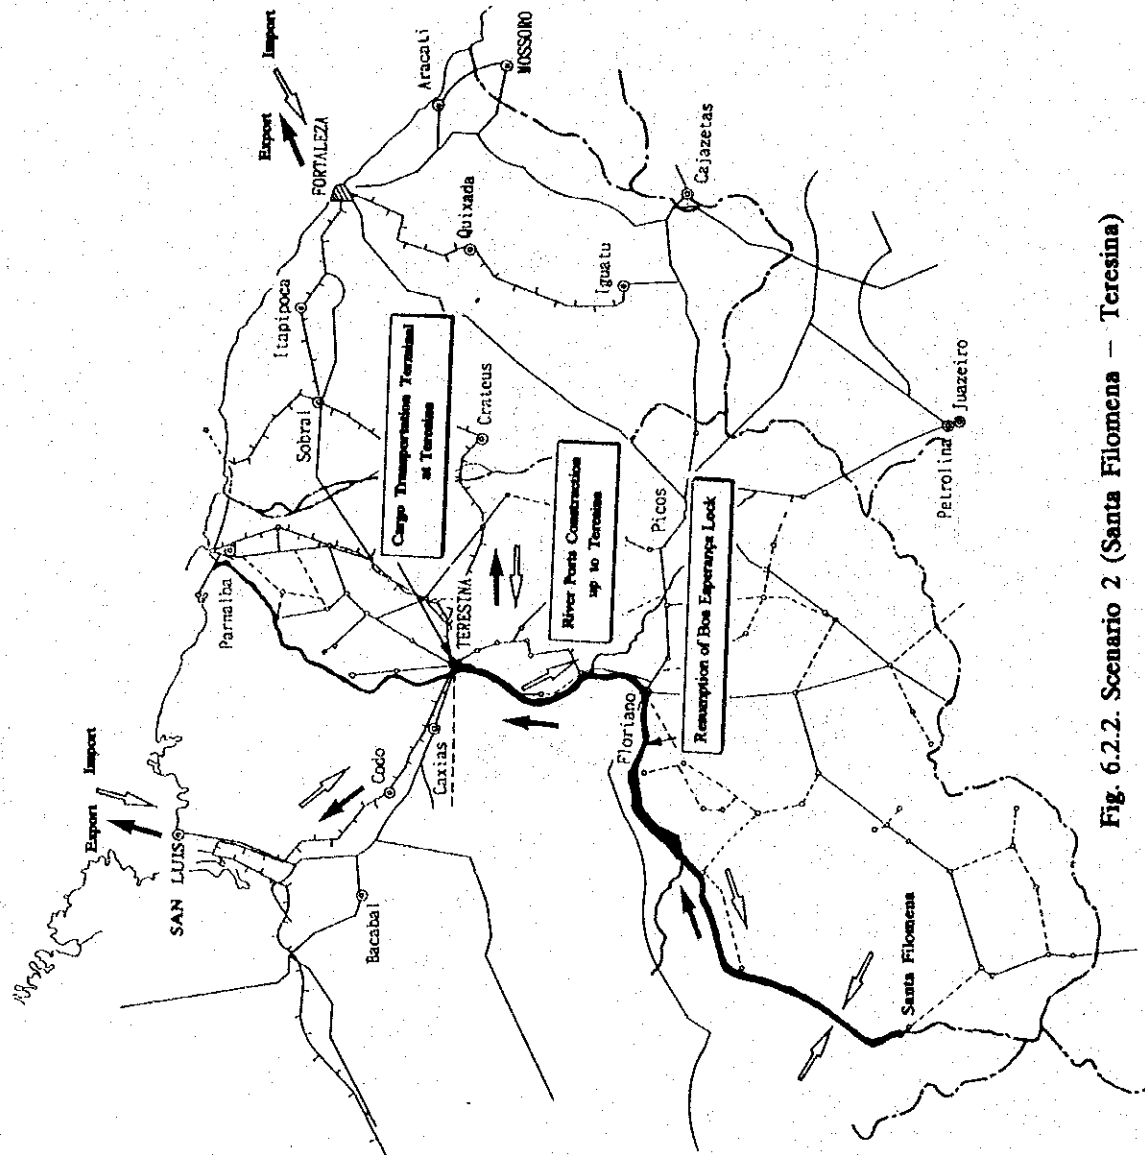 Export
Import
SAN LUIS
Bacabal
Codo
Caxias
Parnaiba
TERESINA
Sobral
Itapipoca
FORTALEZA
Export
Import
Aracati
MOSSORO
Quixada
Iguatu
Cajazetas
Crateus
Cargo Transportation Terminal
at Teresina
River Ports Construction
up to Teresina
Picos
Floriano
Resumption of Boa Esperança Lock
Petrolina
Juazeiro
Santa Filomena
Fig. 6.2.2. Scenario 2 (Santa Filomena – Teresina)